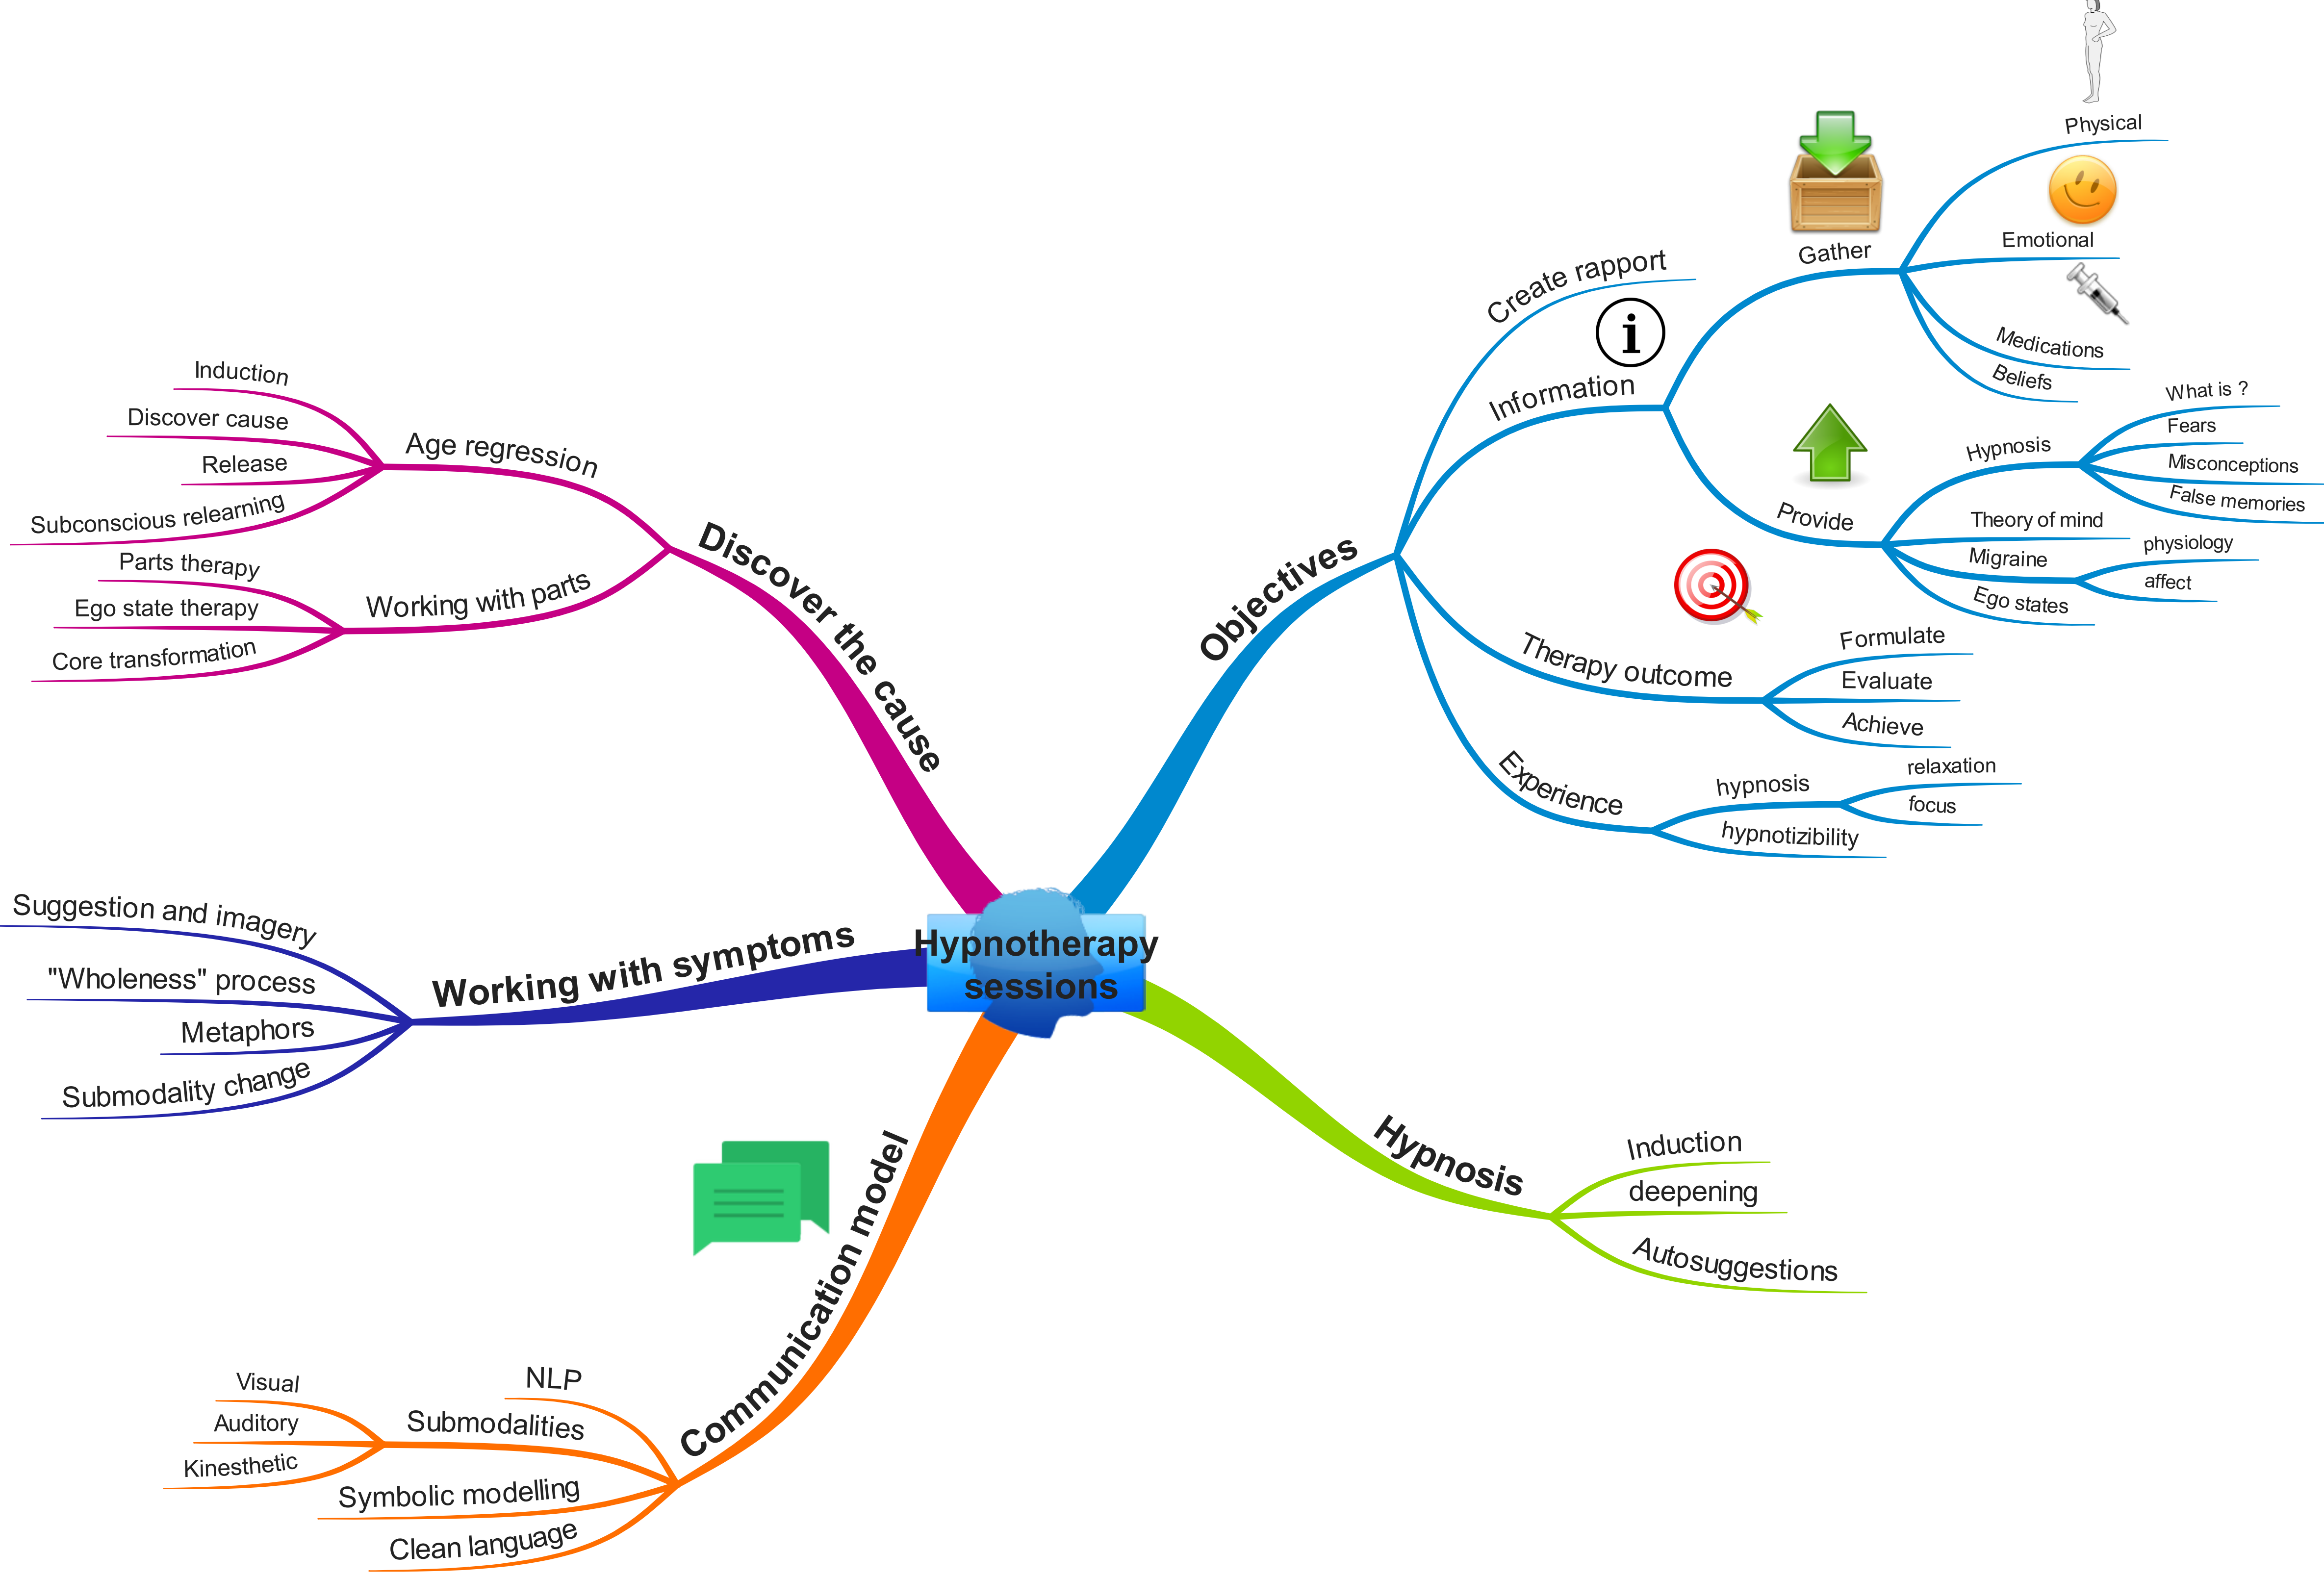 Hypnotherapy
sessions
Objectives
Create rapport
Information
Gather
Physical
Emotional
Medications
Beliefs
Provide
Hypnosis
What is ?
Fears
Misconceptions
False memories
Theory of mind
Migraine
physiology
affect
Ego states
Therapy outcome
Formulate
Evaluate
Achieve
Experience
hypnosis
relaxation
focus
hypnotizibility
Hypnosis
Induction
deepening
Autosuggestions
Communication model
NLP
Submodalities
Visual
Auditory
Kinesthetic
Symbolic modelling
Clean language
Working with symptoms
Suggestion and imagery
"Wholeness" process
Metaphors
Submodality change
Discover the cause
Age regression
Induction
Discover cause
Release
Subconscious relearning
Working with parts
Parts therapy
Ego state therapy
Core transformation
i